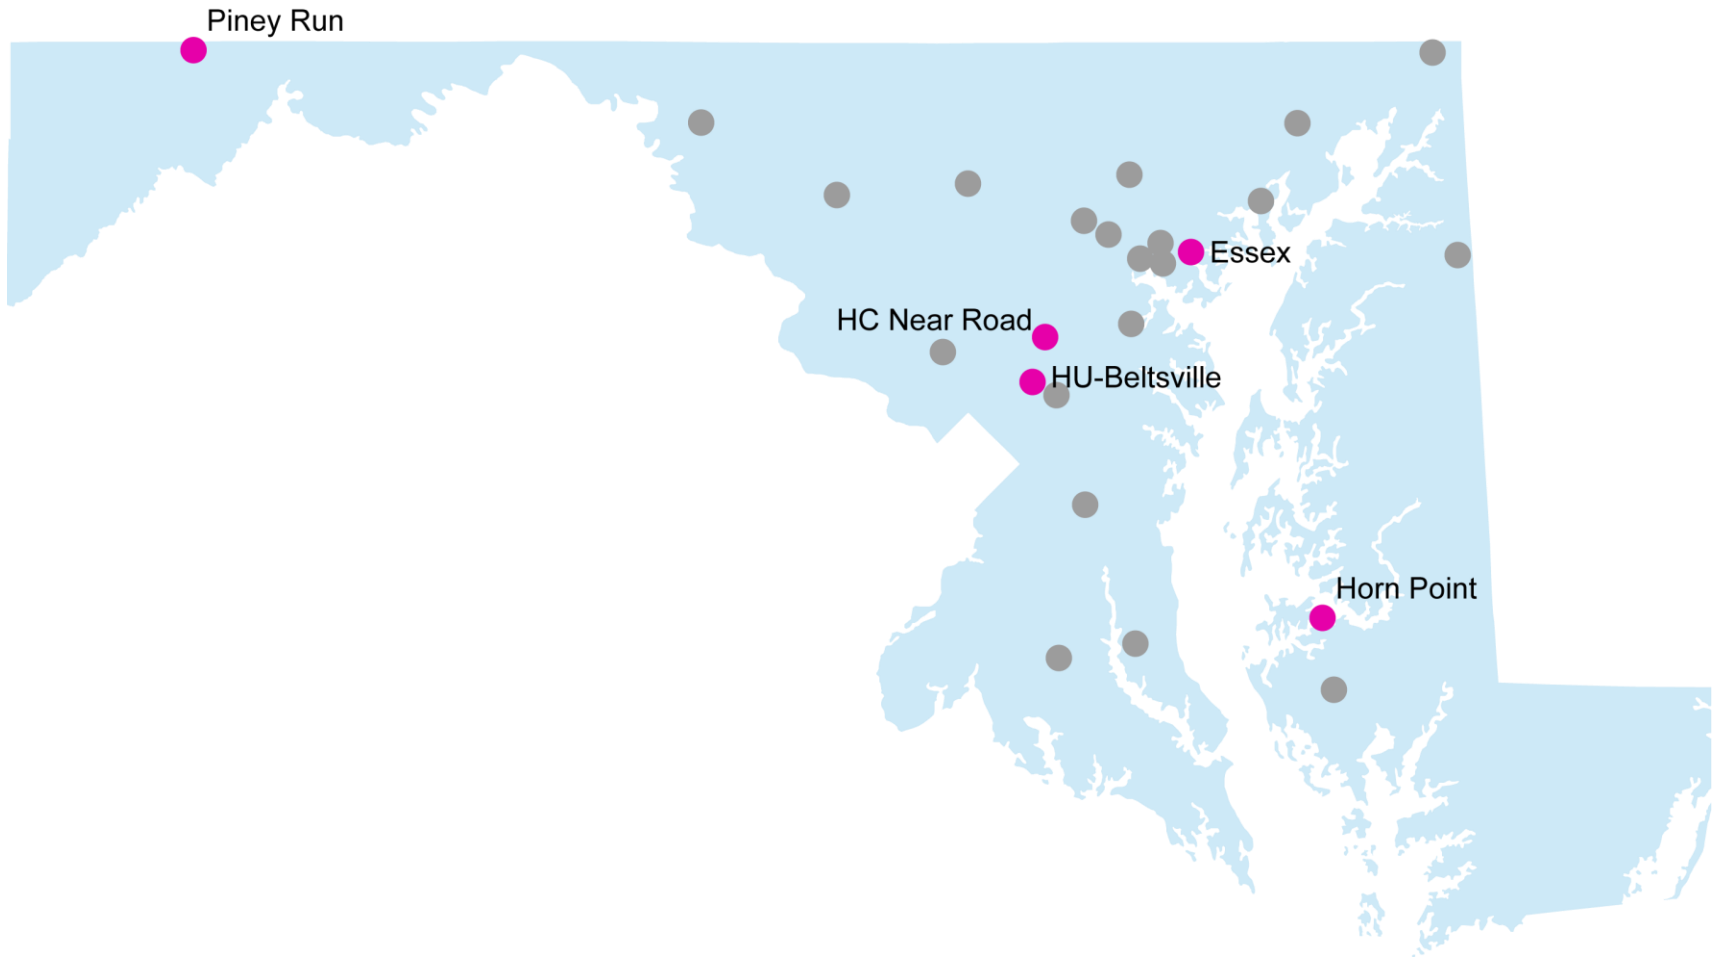 Piney Run
Essex
HC Near Road
HU-Beltsville
Horn Point